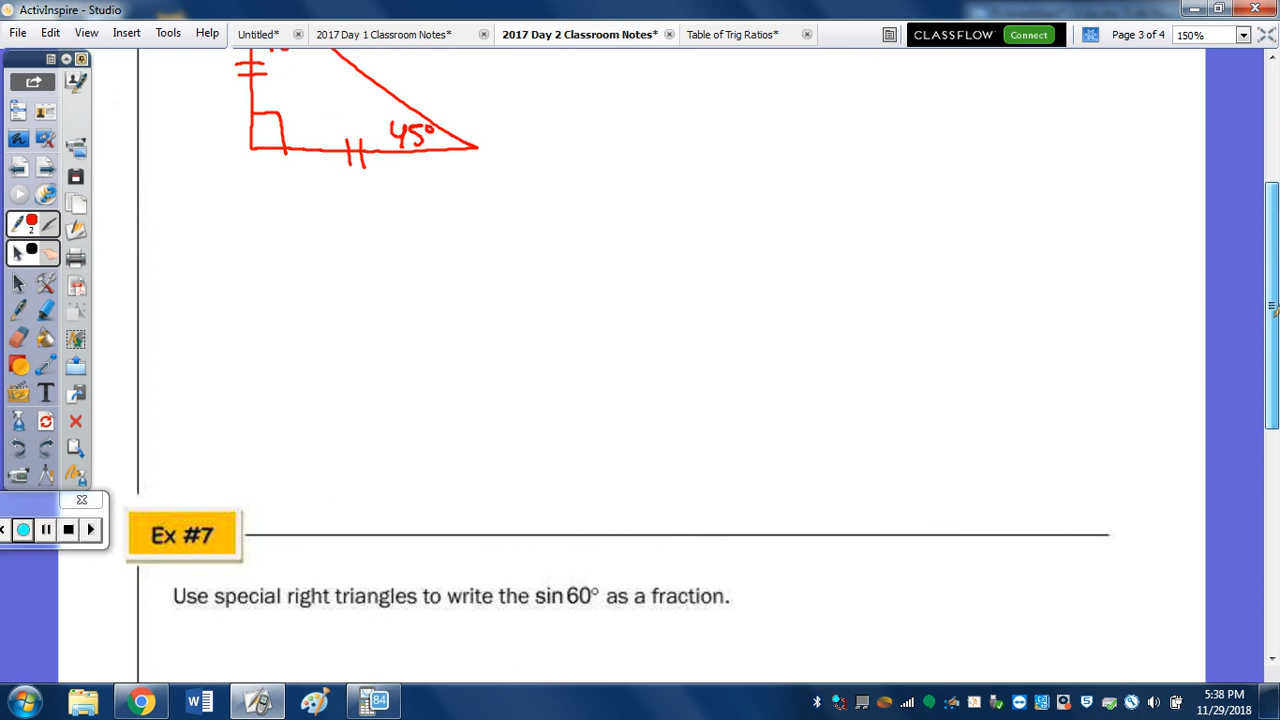 ActivInspire - Studio
File Edit View Insert Tools Help Untitled* 2017 Day 1 Classroom Notes* 2017 Day 2 Classroom Notes* Table of Trig Ratios* CLASSFLOW Connect Page 3 of 4 150%
45°
2
Ex #7
Use special right triangles to write the sin 60° as a fraction.
84
5:38 PM
11/29/2018